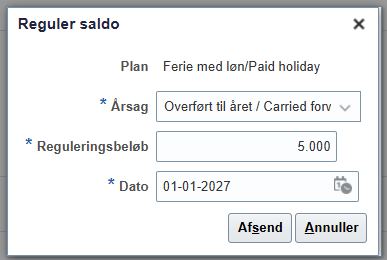 Reguler saldo
Plan Ferie med løn/Paid holiday
* Årsag Overført til året / Carried forw
* Reguleringsbeløb 5.000
* Dato 01-01-2027
Afsend Annuller